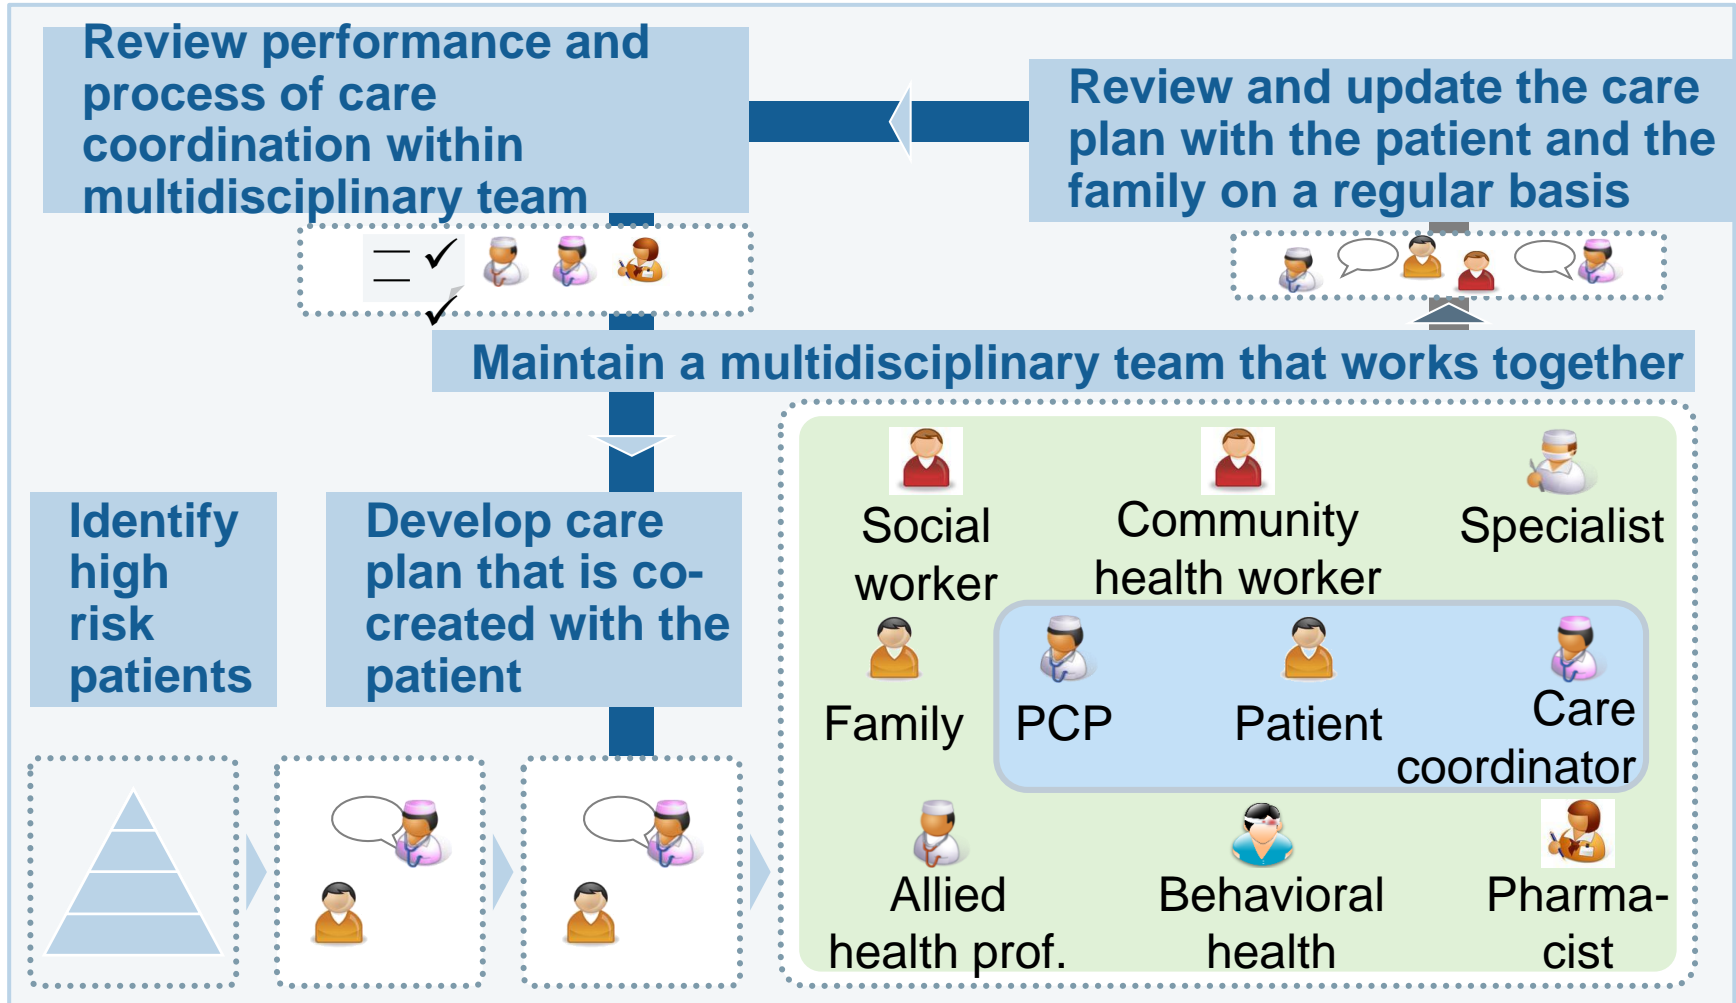 Review performance and
process of care
coordination within
multidisciplinary team
Review and update the care
plan with the patient and the
family on a regular basis
Maintain a multidisciplinary team that works together
Identify
high
risk
patients
Develop care
plan that is co-
created with the
patient
Social
worker
Community
health worker
Specialist
Family
PCP
Patient
Care
coordinator
Allied
health prof.
Behavioral
health
Pharma-
cist